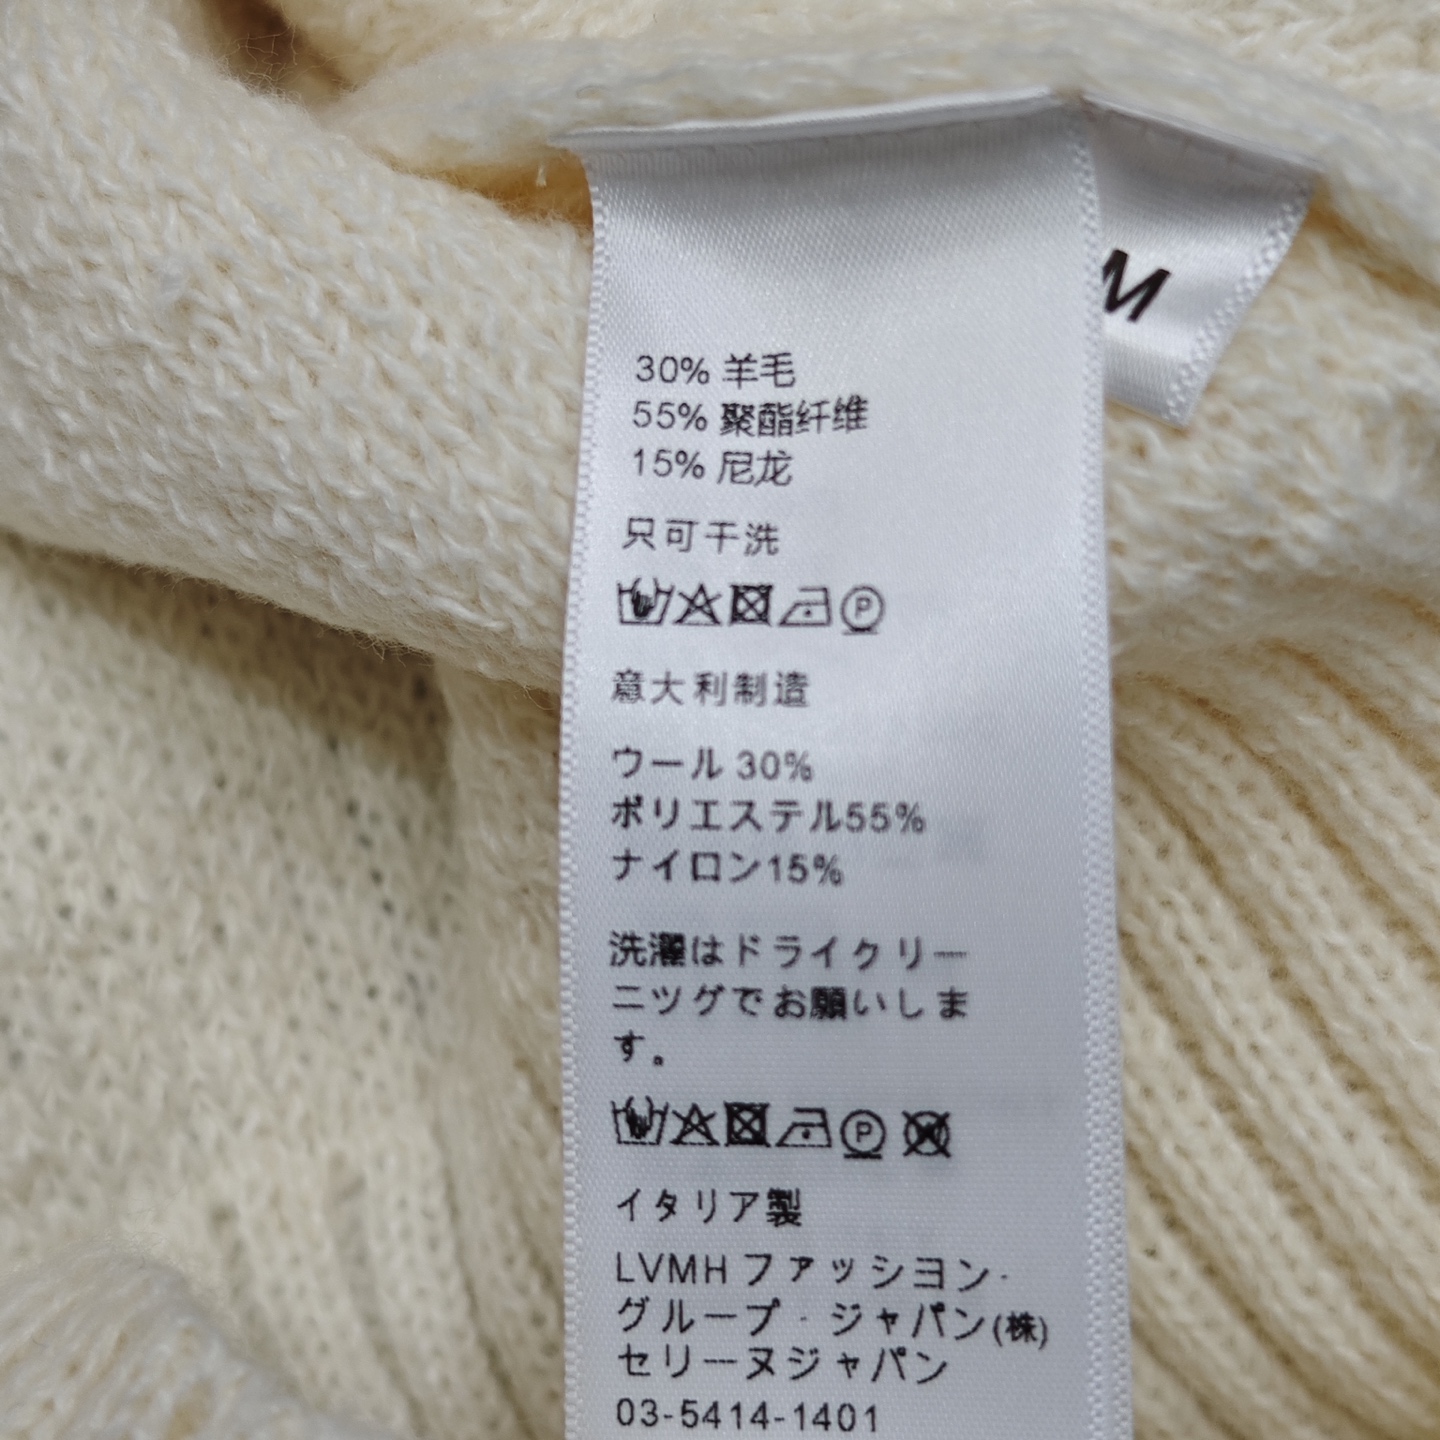 M
30% 羊毛
55% 聚酯纤维
15% 尼龙
只可干洗
P
意大利制造
ウール 30%
ポリエステル55%
ナイロン15%
洗濯はドライクリー
ニツグでお願いしま
す。
P
イタリア製
LVMH ファッション·
グループ · ジャパン(株)
セリーヌジャパン
03-5414-1401